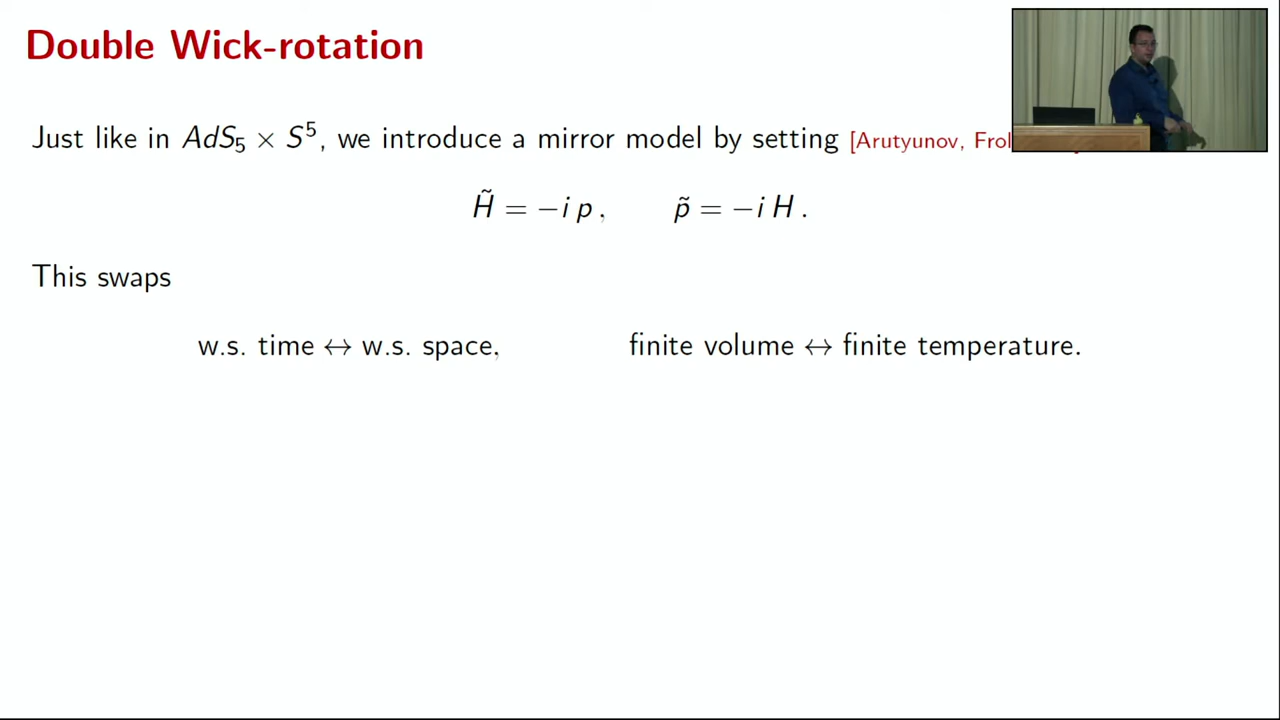 Double Wick-rotation
Just like in AdS₅ × S⁵, we introduce a mirror model by setting [Arutyunov,
H̃ = −i p , p̃ = −i H .
This swaps
w.s. time ↔ w.s. space, finite volume ↔ finite temperature.